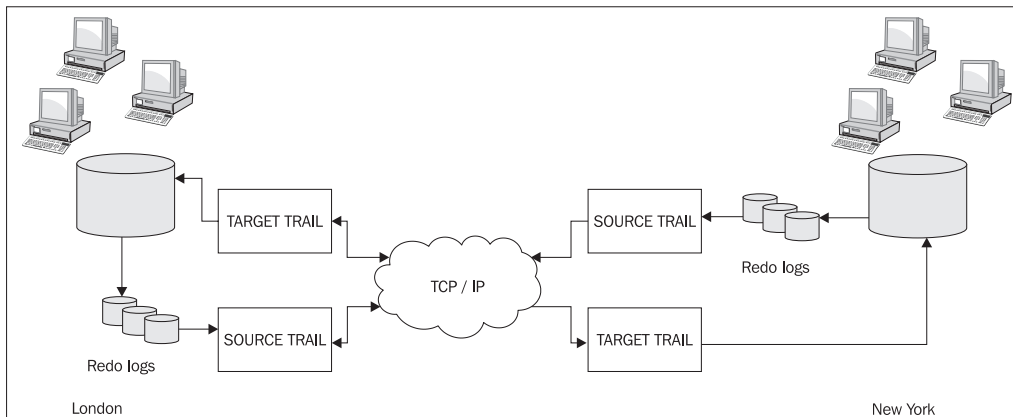 TARGET TRAIL
SOURCE TRAIL
Redo logs
TCP / IP
Redo logs
SOURCE TRAIL
TARGET TRAIL
London
New York